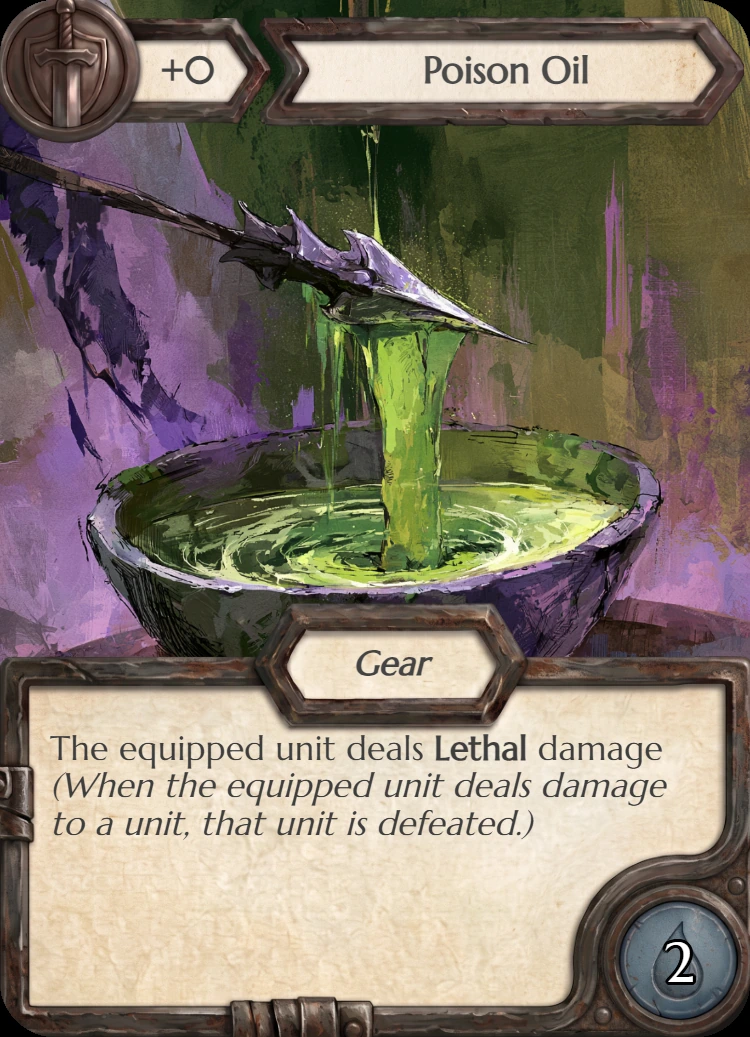 +0
Poison Oil
Gear
The equipped unit deals Lethal damage
(When the equipped unit deals damage
to a unit, that unit is defeated.)
2